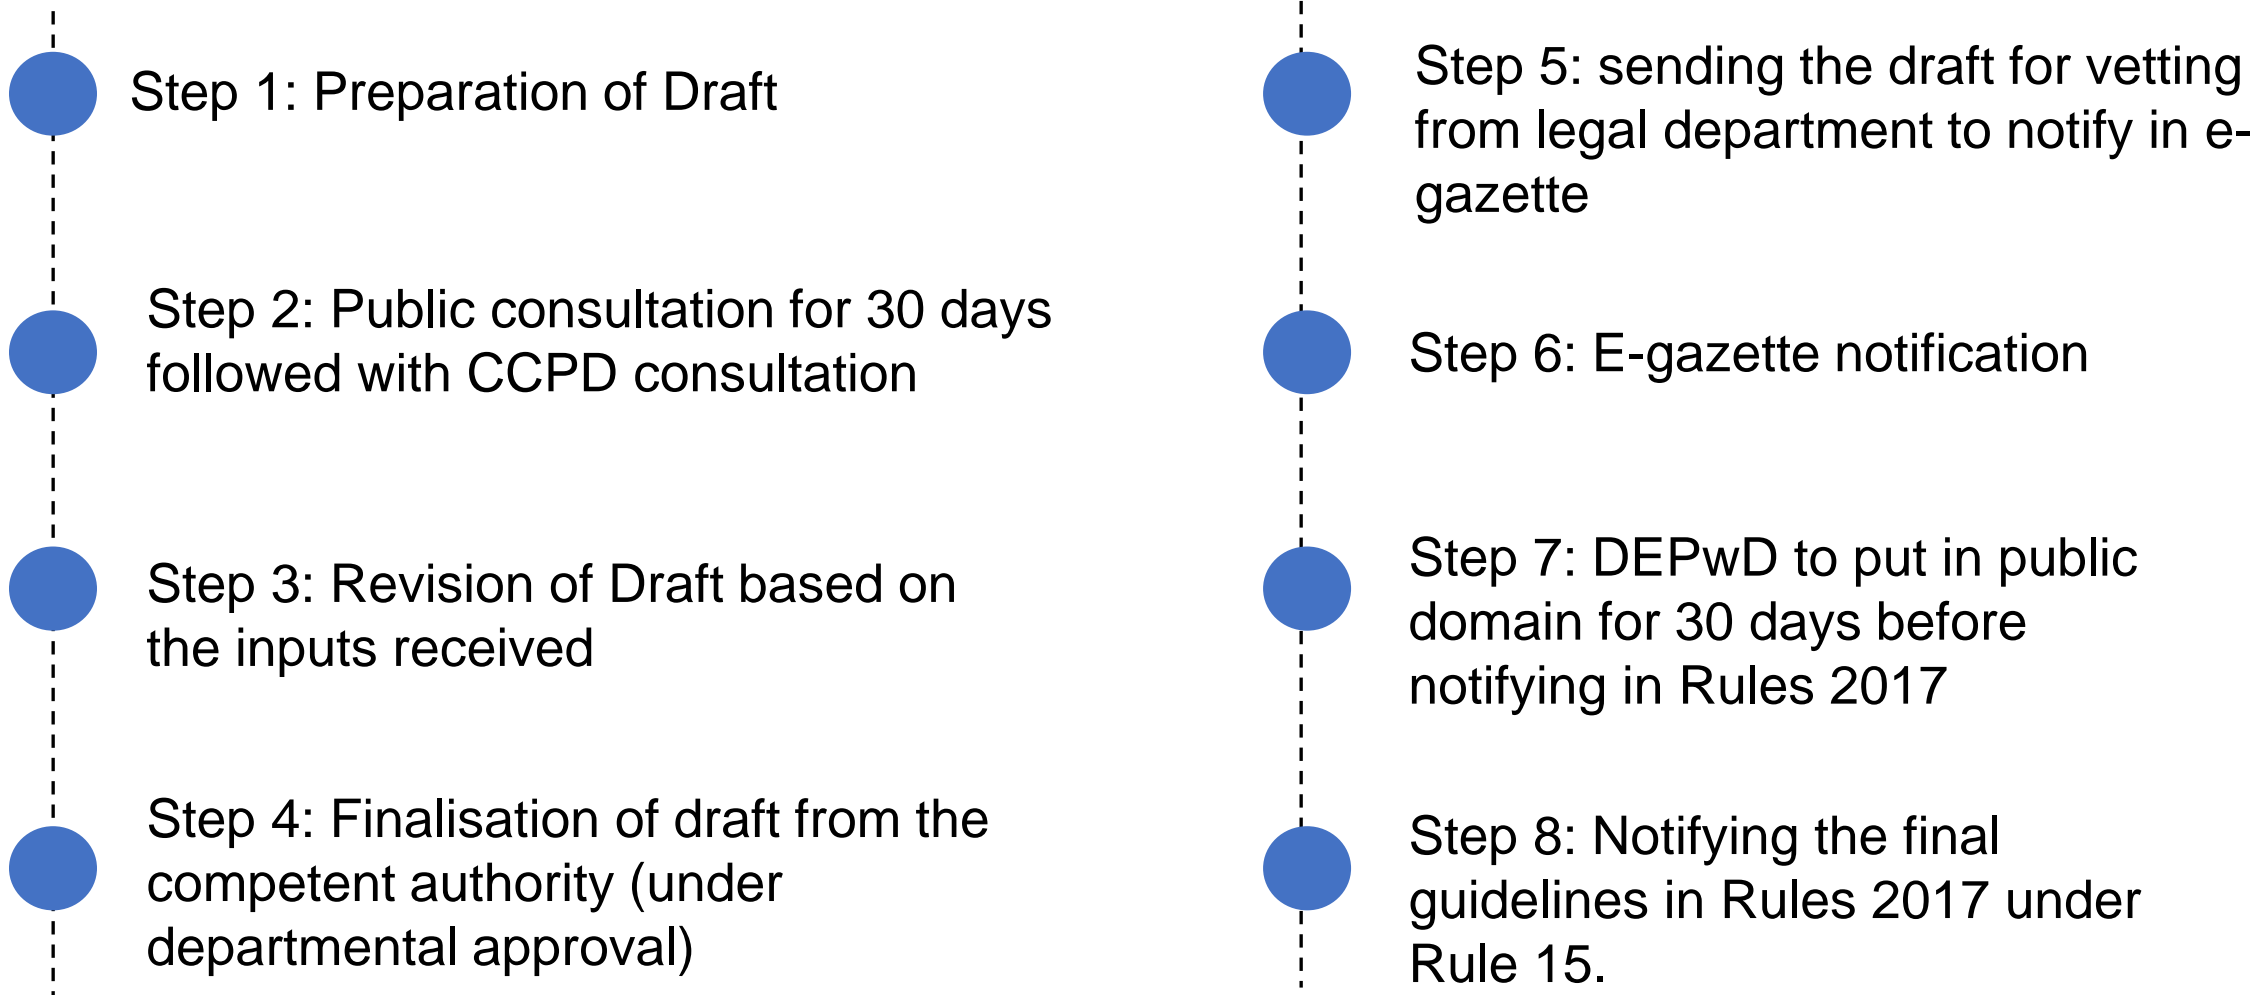 Step 1: Preparation of Draft
Step 2: Public consultation for 30 days
followed with CCPD consultation
Step 3: Revision of Draft based on
the inputs received
Step 4: Finalisation of draft from the
competent authority (under
departmental approval)
Step 5: sending the draft for vetting
from legal department to notify in e-
gazette
Step 6: E-gazette notification
Step 7: DEPwD to put in public
domain for 30 days before
notifying in Rules 2017
Step 8: Notifying the final
guidelines in Rules 2017 under
Rule 15.